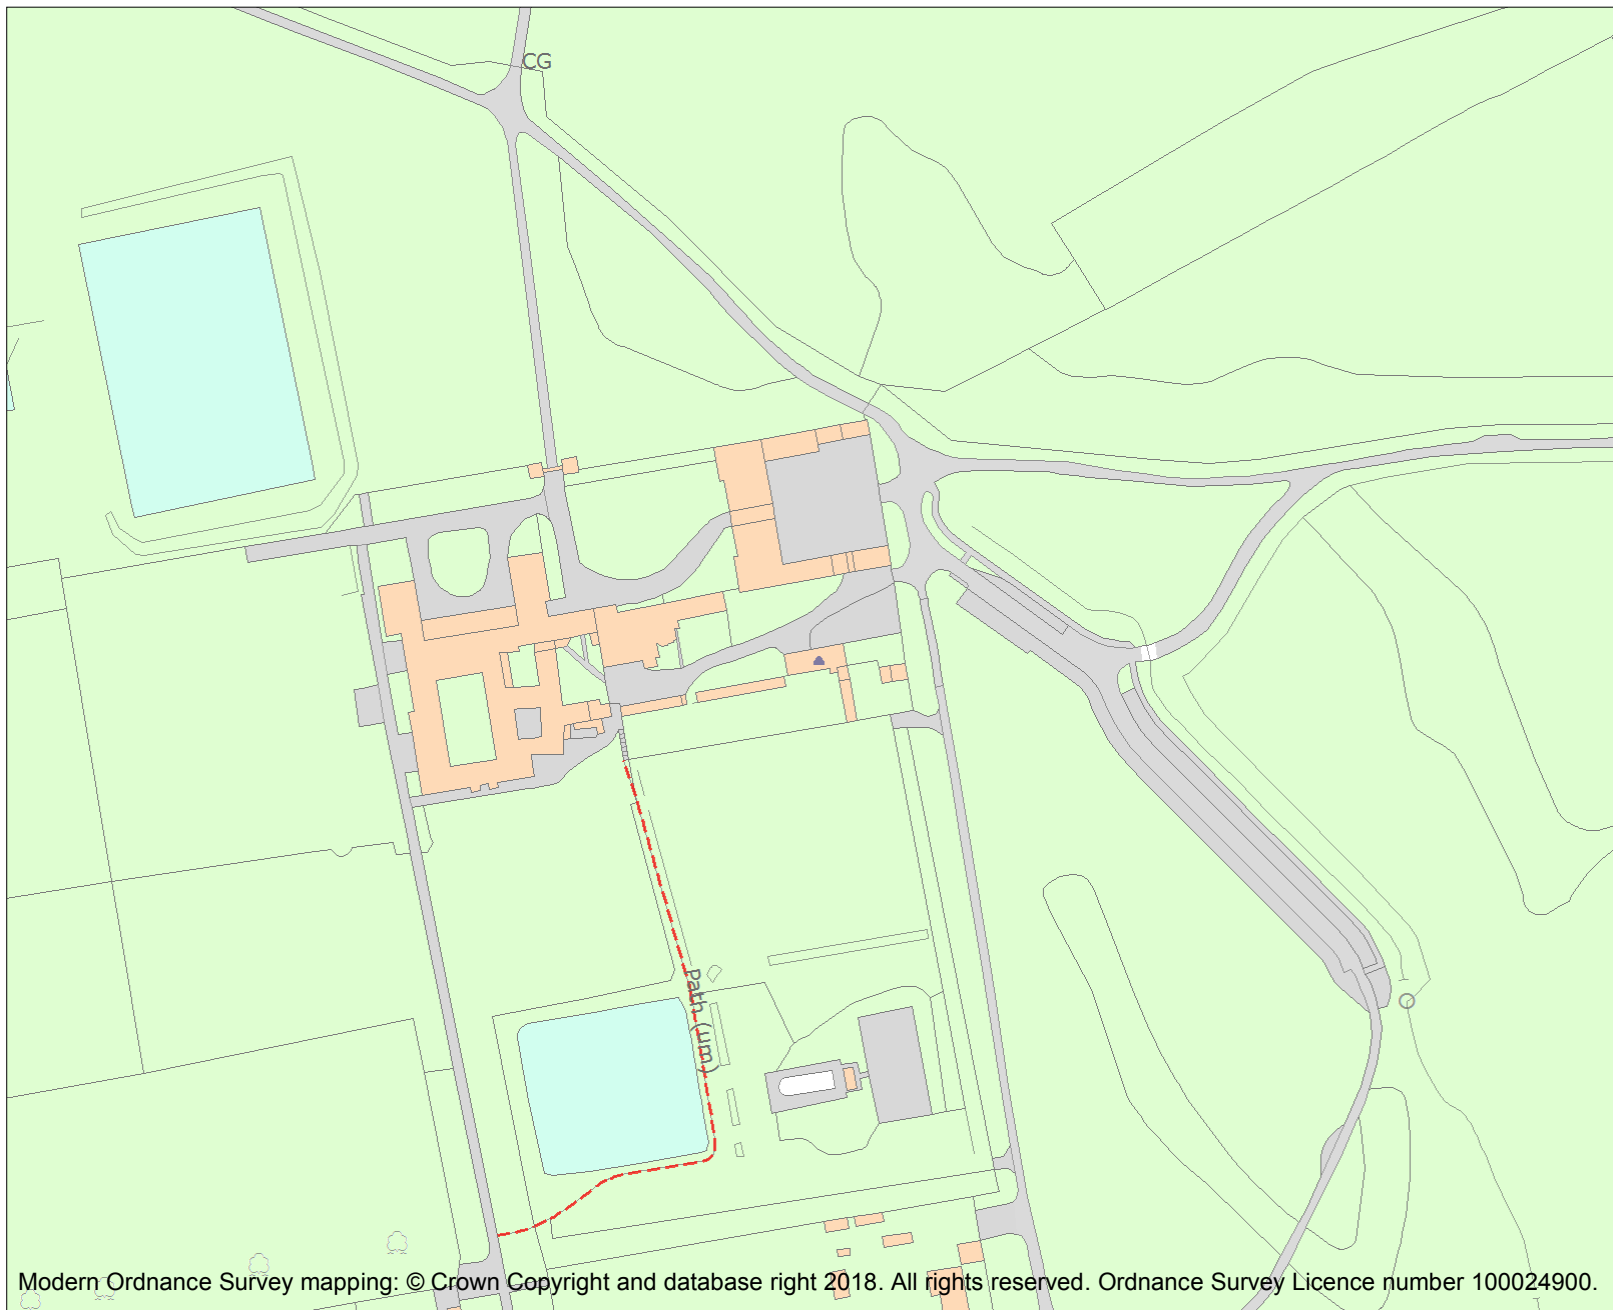 CG
Path (um)
Modern Ordnance Survey mapping: © Crown Copyright and database right 2018. All rights reserved. Ordnance Survey Licence number 100024900.